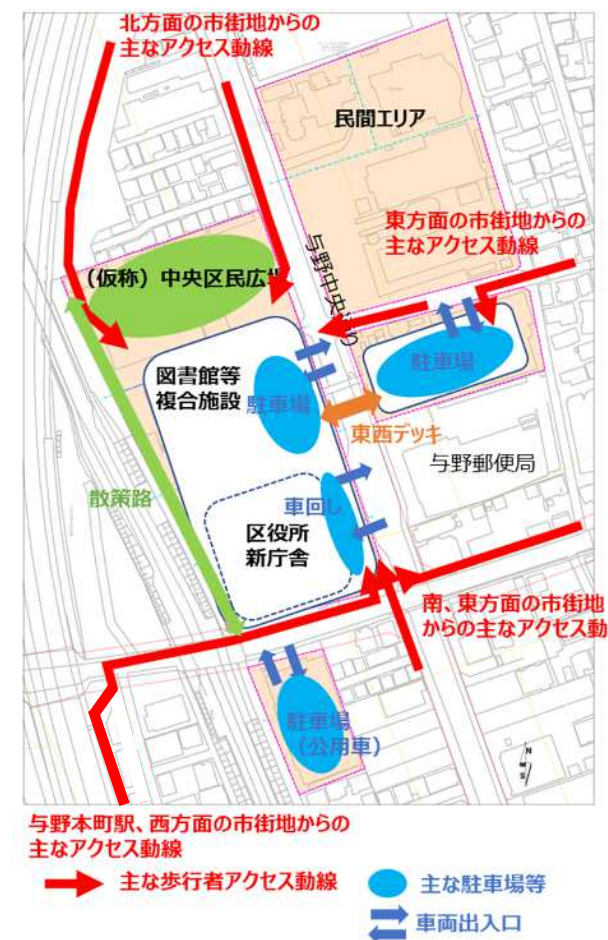 北方面の市街地からの
主なアクセス動線
民間エリア
東方面の市街地からの
主なアクセス動線
与野中央通り
（仮称）中央区民広場
図書館等
複合施設
駐車場
駐車場
東西デッキ
与野郵便局
散策路
車回し
区役所
新庁舎
南、東方面の市街地
からの主なアクセス動
駐車場
（公用車）
与野本町駅、西方面の市街地からの
主なアクセス動線
主な歩行者アクセス動線
主な駐車場等
車両出入口